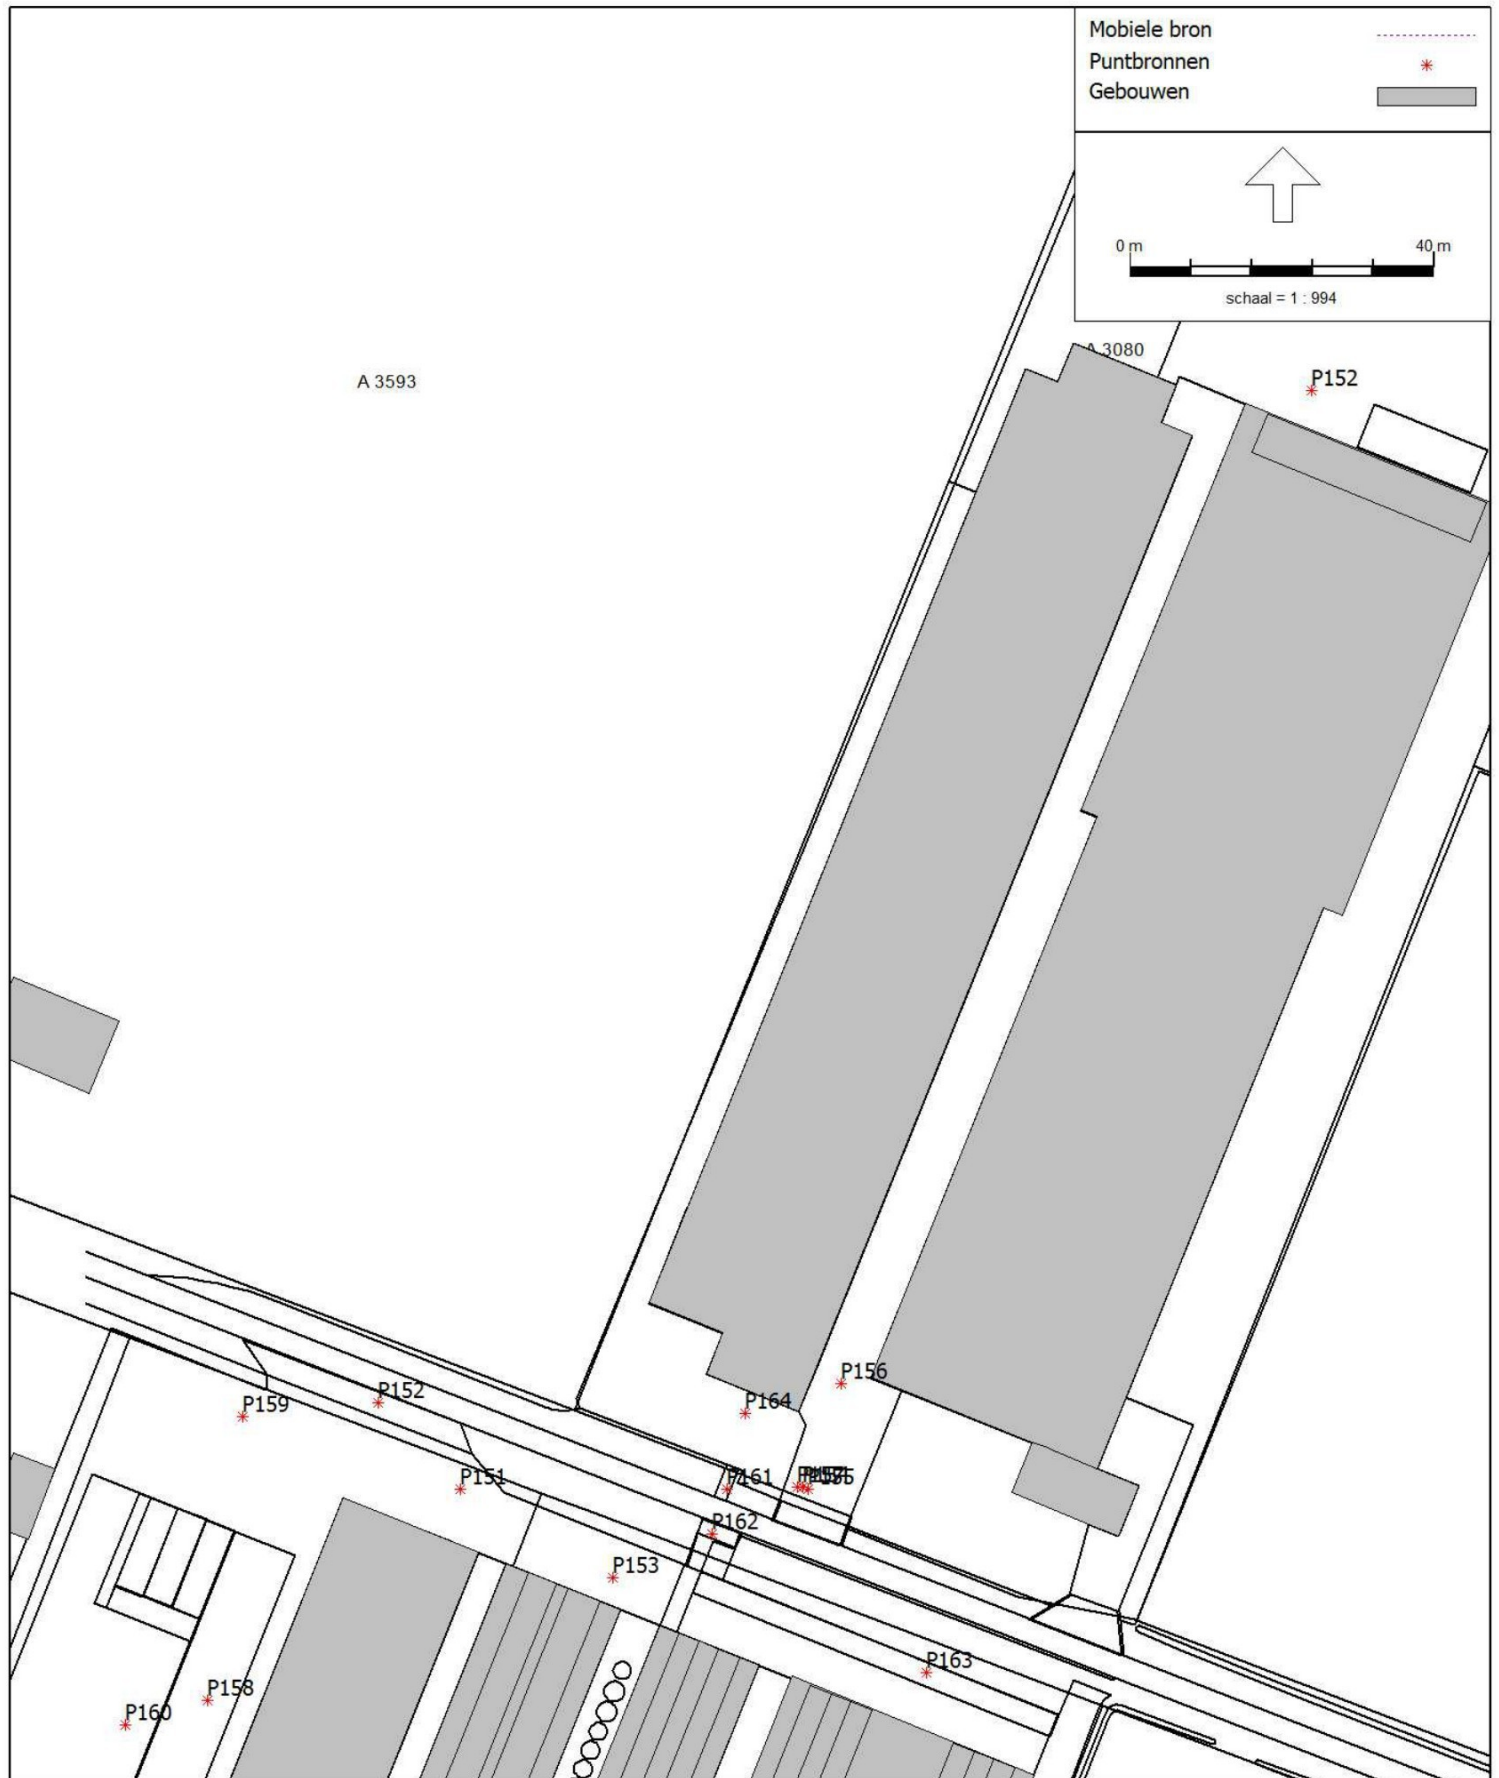 Mobiele bron
Puntbronnen
Gebouwen
0 m 40 m
schaal = 1 : 994
A 3080
A 3593
P152
P156
P152
P164
P159
P151
P161
P162
P153
P163
P158
P160